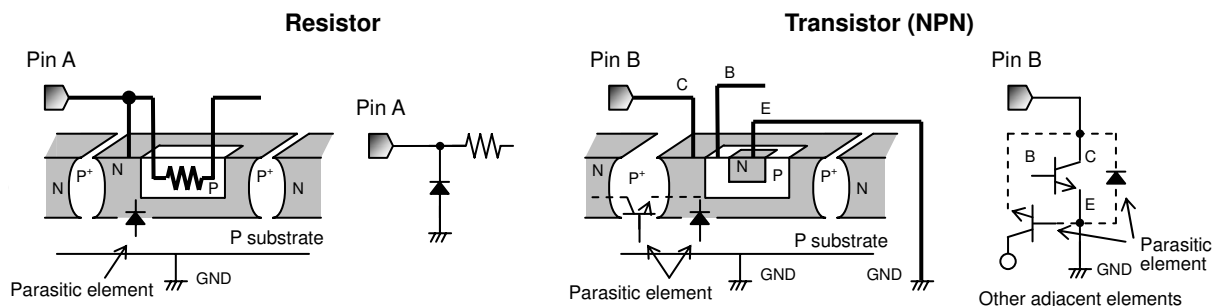 Resistor
Transistor (NPN)
Pin A
Pin B
Pin B
C
B
E
Pin A
N
P+
N
P
P+
N
N
P+
N
P
P+
N
B
C
E
P substrate
P substrate
Parasitic element
GND
Parasitic element
GND
GND
GND
Parasitic
element
Other adjacent elements